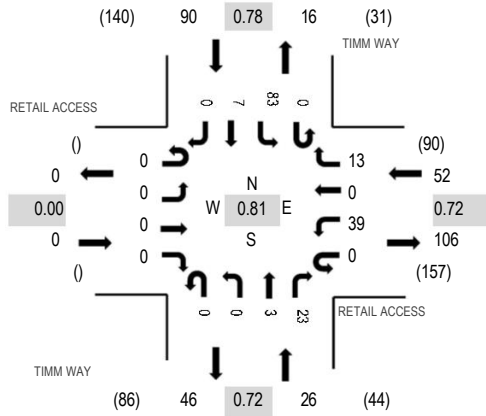 (140) 90 0.78 16 (31)
TIMM WAY
RETAIL ACCESS
0 7 83 0
() (90)
0 0 13 52
N
0.00 0 W 0.81 E 0 0.72
S
0 0 39 106
() 0 0 (157)
0 0 3 23
RETAIL ACCESS
TIMM WAY
(86) 46 0.72 26 (44)